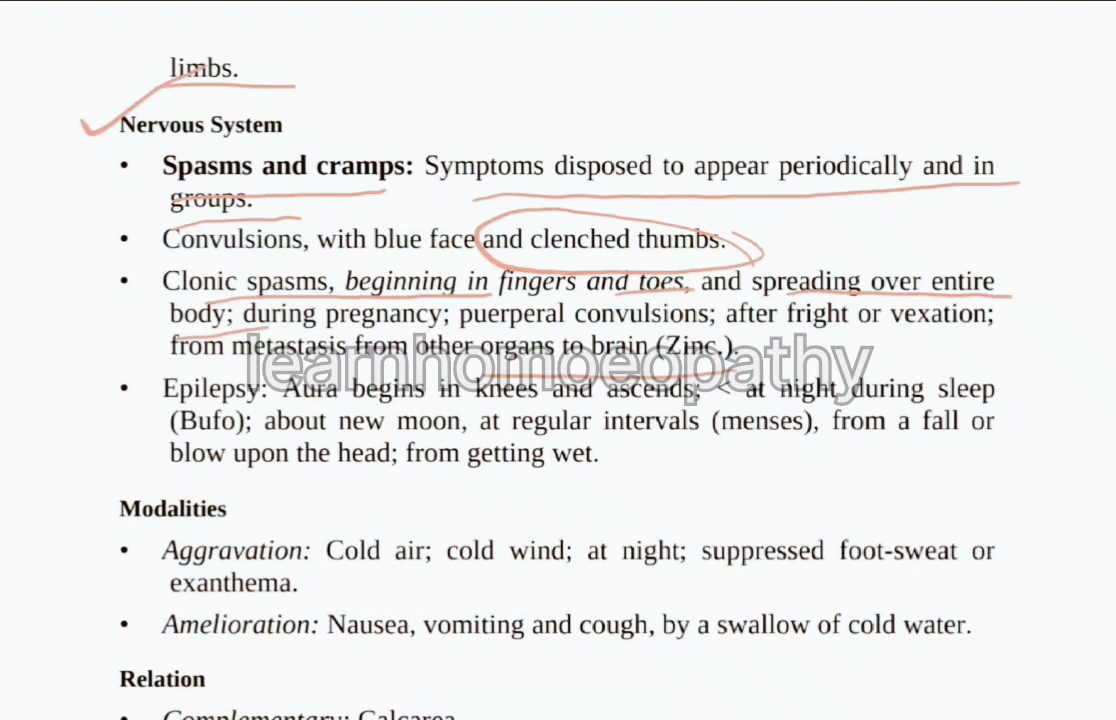 limbs.
Nervous System
• Spasms and cramps: Symptoms disposed to appear periodically and in
groups.
• Convulsions, with blue face and clenched thumbs.
• Clonic spasms, beginning in fingers and toes, and spreading over entire
body; during pregnancy; puerperal convulsions; after fright or vexation;
from metastasis from other organs to brain (Zinc.).
learnhomoeopathy
• Epilepsy: Aura begins in knees and ascends; < at night during sleep
(Bufo); about new moon, at regular intervals (menses), from a fall or
blow upon the head; from getting wet.
Modalities
• Aggravation: Cold air; cold wind; at night; suppressed foot-sweat or
exanthema.
• Amelioration: Nausea, vomiting and cough, by a swallow of cold water.
Relation
• Complementary: Calcarea